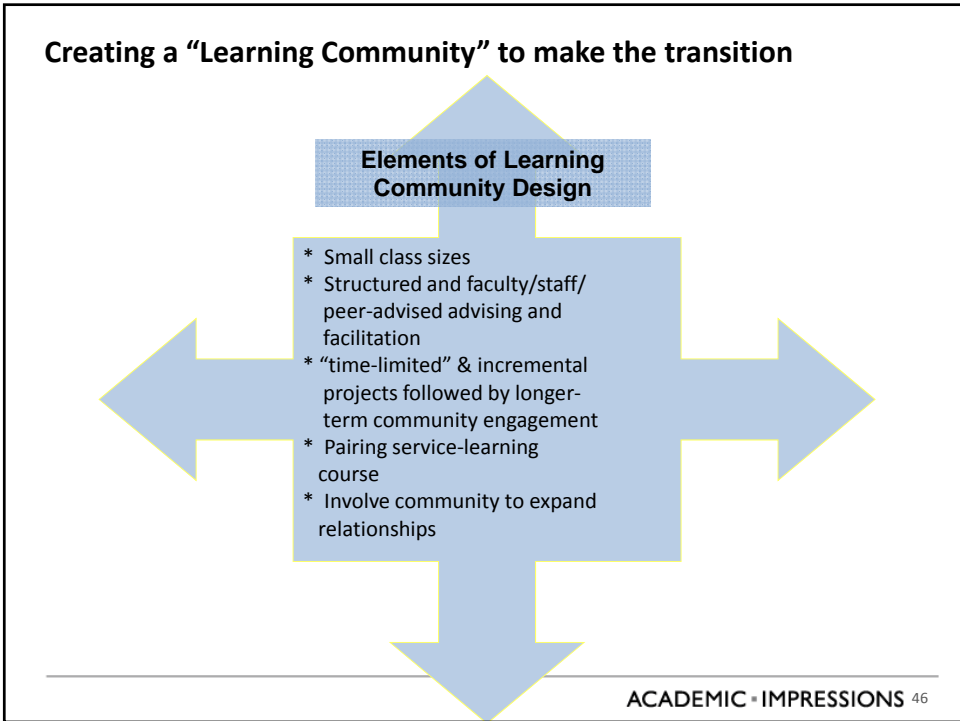 Creating a “Learning Community” to make the transition
Elements of Learning
Community Design
* Small class sizes
* Structured and faculty/staff/
peer-advised advising and
facilitation
* “time-limited” & incremental
projects followed by longer-
term community engagement
* Pairing service-learning
course
* Involve community to expand
relationships
ACADEMIC ▪ IMPRESSIONS 46